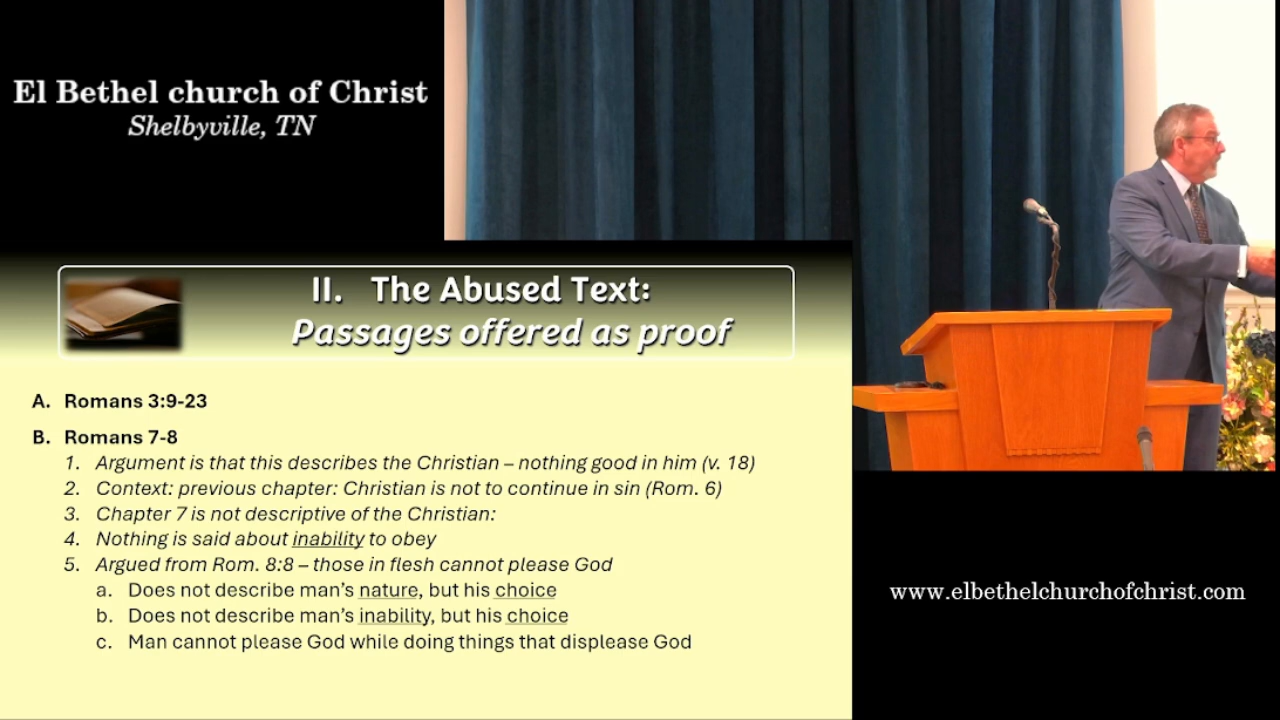 El Bethel church of Christ
Shelbyville, TN
II. The Abused Text:
Passages offered as proof
A. Romans 3:9-23
B. Romans 7-8
1. Argument is that this describes the Christian – nothing good in him (v. 18)
2. Context: previous chapter: Christian is not to continue in sin (Rom. 6)
3. Chapter 7 is not descriptive of the Christian:
4. Nothing is said about inability to obey
5. Argued from Rom. 8:8 – those in flesh cannot please God
a. Does not describe man's nature, but his choice
b. Does not describe man's inability, but his choice
c. Man cannot please God while doing things that displease God
www.elbethelchurchofchrist.com